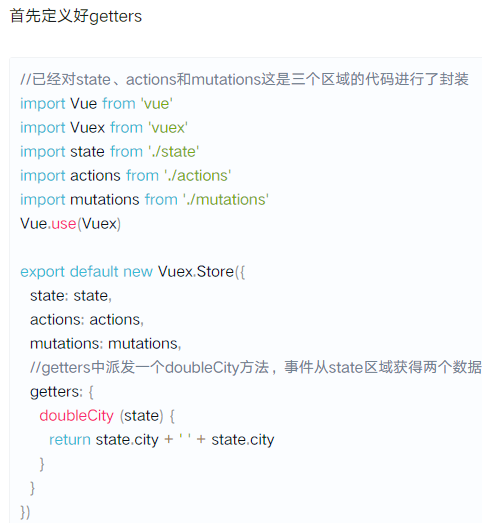 首先定义好getters
//已经对state、actions和mutations这是三个区域的代码进行了封装
import Vue from 'vue'
import Vuex from 'vuex'
import state from './state'
import actions from './actions'
import mutations from './mutations'
Vue.use(Vuex)
export default new Vuex.Store({
state: state,
actions: actions,
mutations: mutations,
//getters中派发一个doubleCity方法，事件从state区域获得两个数据
getters: {
doubleCity (state) {
return state.city + ' ' + state.city
}
}
})